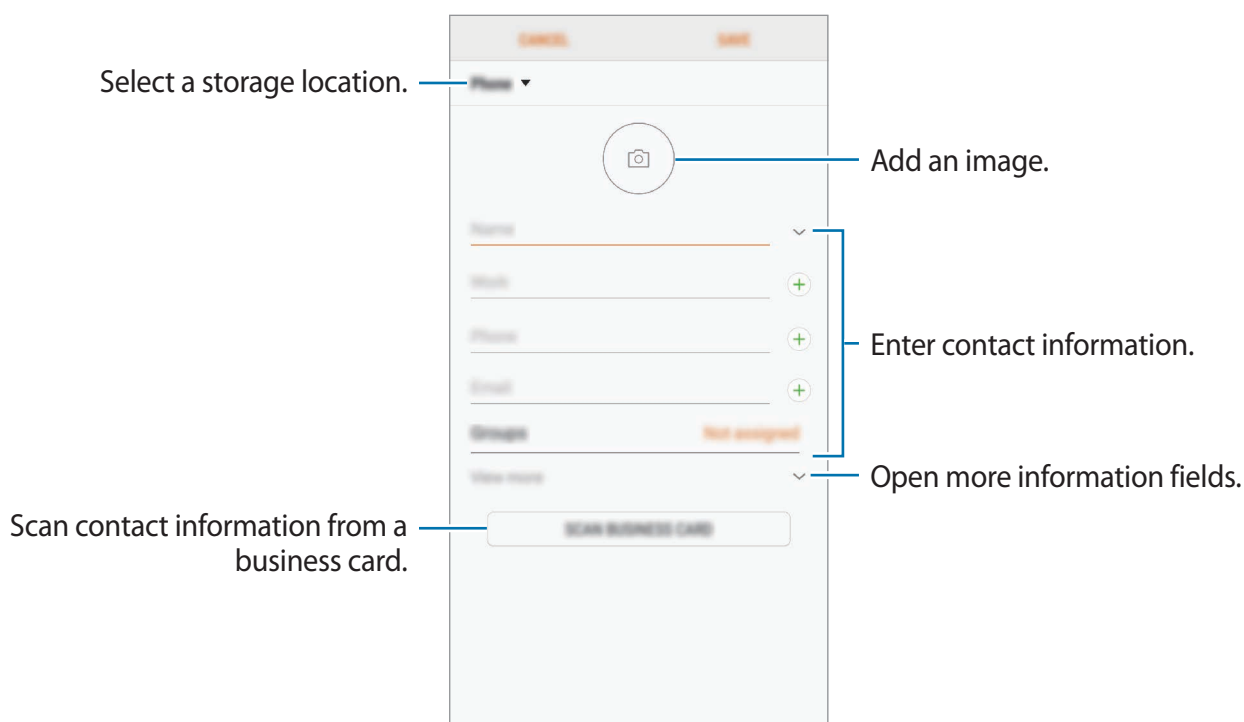 CANCEL
SAVE
Select a storage location.
Phone
Add an image.
Name
Work
Phone
Enter contact information.
Email
Groups
Not assigned
View more
Open more information fields.
Scan contact information from a
business card.
SCAN BUSINESS CARD